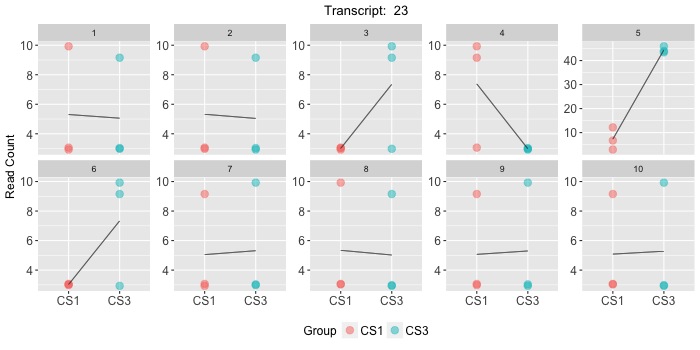 Transcript: 23
1 2 3 4 5
10 10 10 10 40
8 8 8 8 30
6 6 6 6 20
4 4 4 4 10
Read Count
6 7 8 9 10
10 10 10 10 10
8 8 8 8 8
6 6 6 6 6
4 4 4 4 4
CS1 CS3 CS1 CS3 CS1 CS3 CS1 CS3 CS1 CS3
Group CS1 CS3